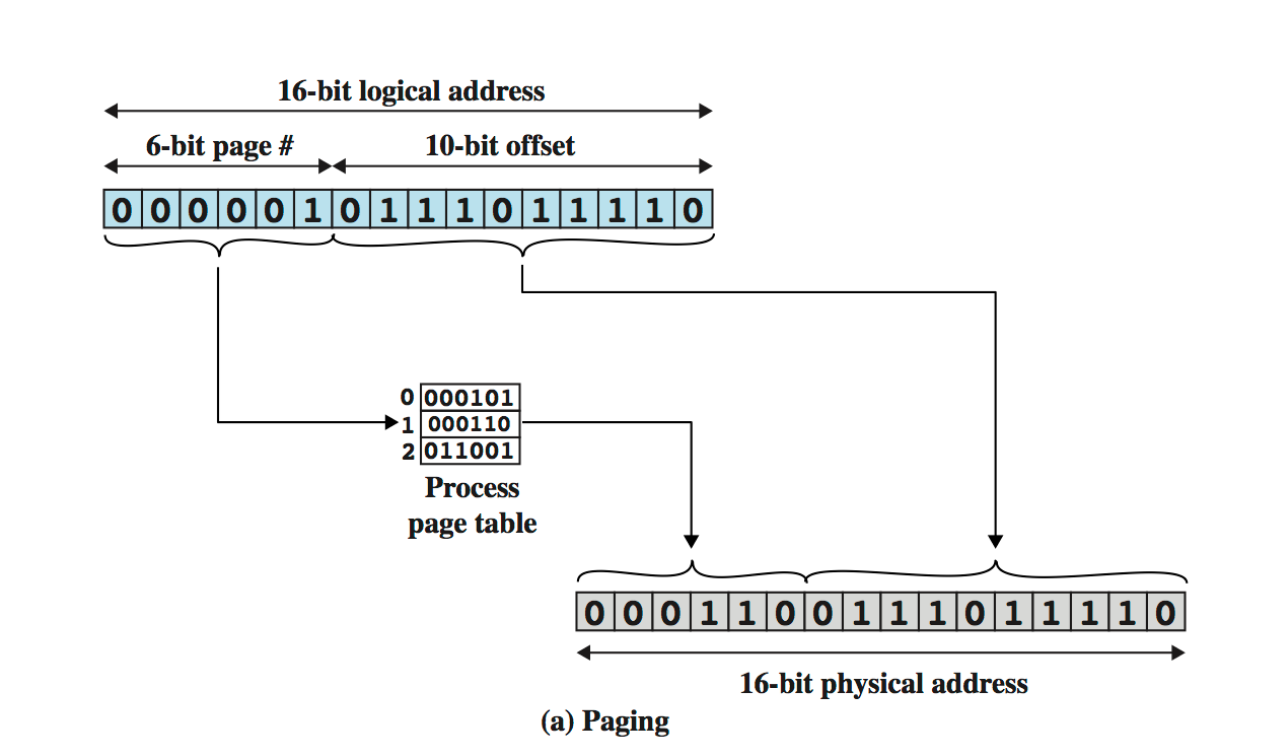 16-bit logical address
6-bit page # 10-bit offset
0 0 0 0 0 1 0 1 1 1 0 1 1 1 1 0
0 000101
1 000110
2 011001
Process
page table
0 0 0 1 1 0 0 1 1 1 0 1 1 1 1 0
16-bit physical address
(a) Paging